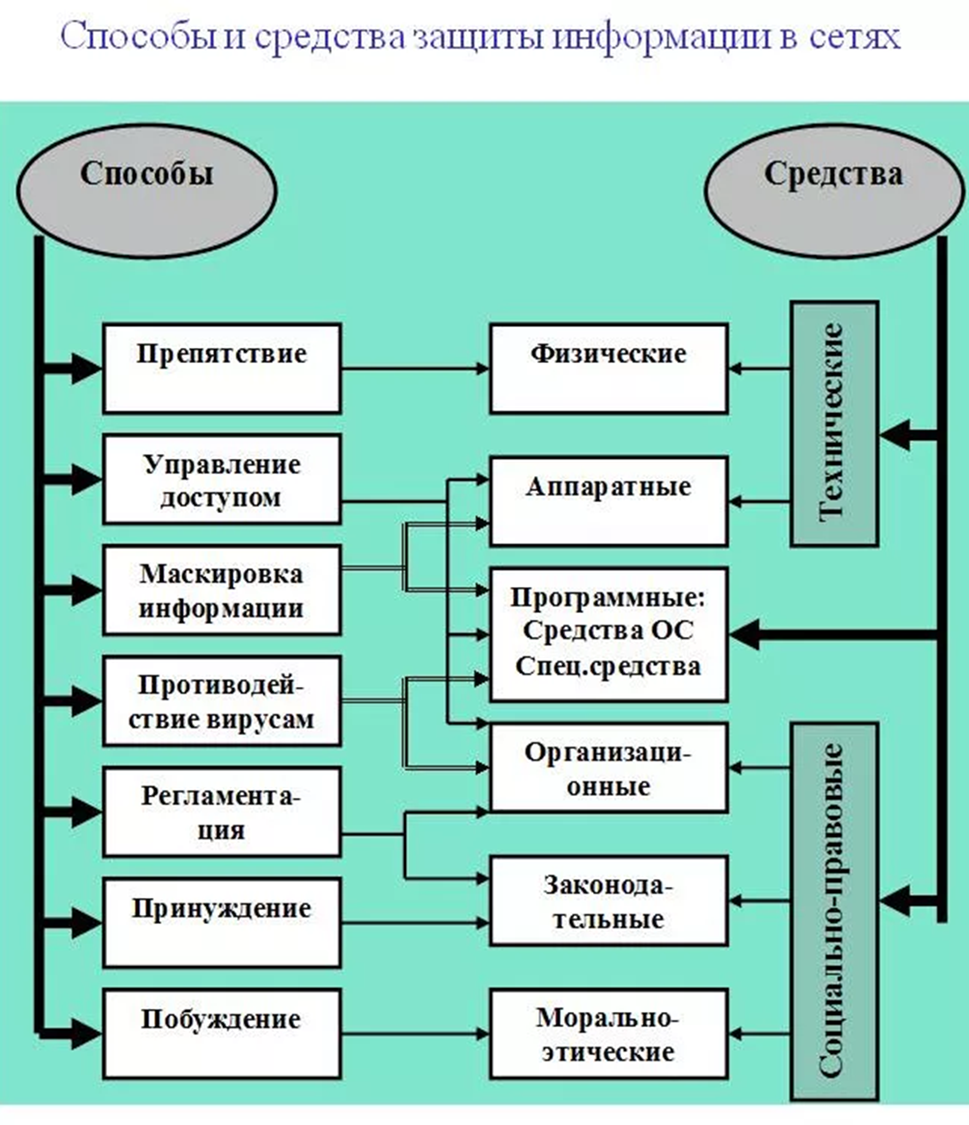 Способы и средства защиты информации в сетях
Способы
Средства
Препятствие
Управление
доступом
Маскировка
информации
Противодей-
ствие вирусам
Регламента-
ция
Принуждение
Побуждение
Физические
Аппаратные
Программные:
Средства ОС
Спец.средства
Организаци-
онные
Законода-
тельные
Морально-
этические
Технические
Социально-правовые